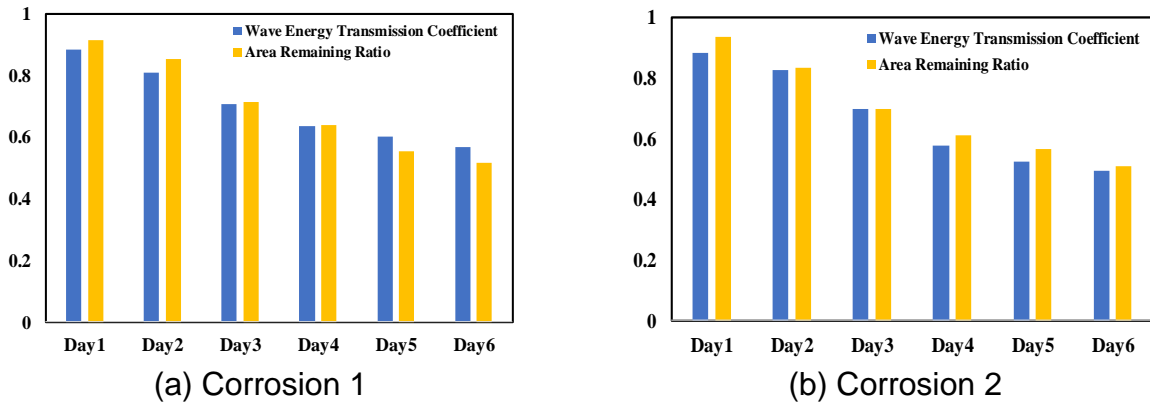 1
0.8
0.6
0.4
0.2
0
Wave Energy Transmission Coefficient
Area Remaining Ratio
Day1 Day2 Day3 Day4 Day5 Day6
(a) Corrosion 1
1
0.8
0.6
0.4
0.2
0
Wave Energy Transmission Coefficient
Area Remaining Ratio
Day1 Day2 Day3 Day4 Day5 Day6
(b) Corrosion 2